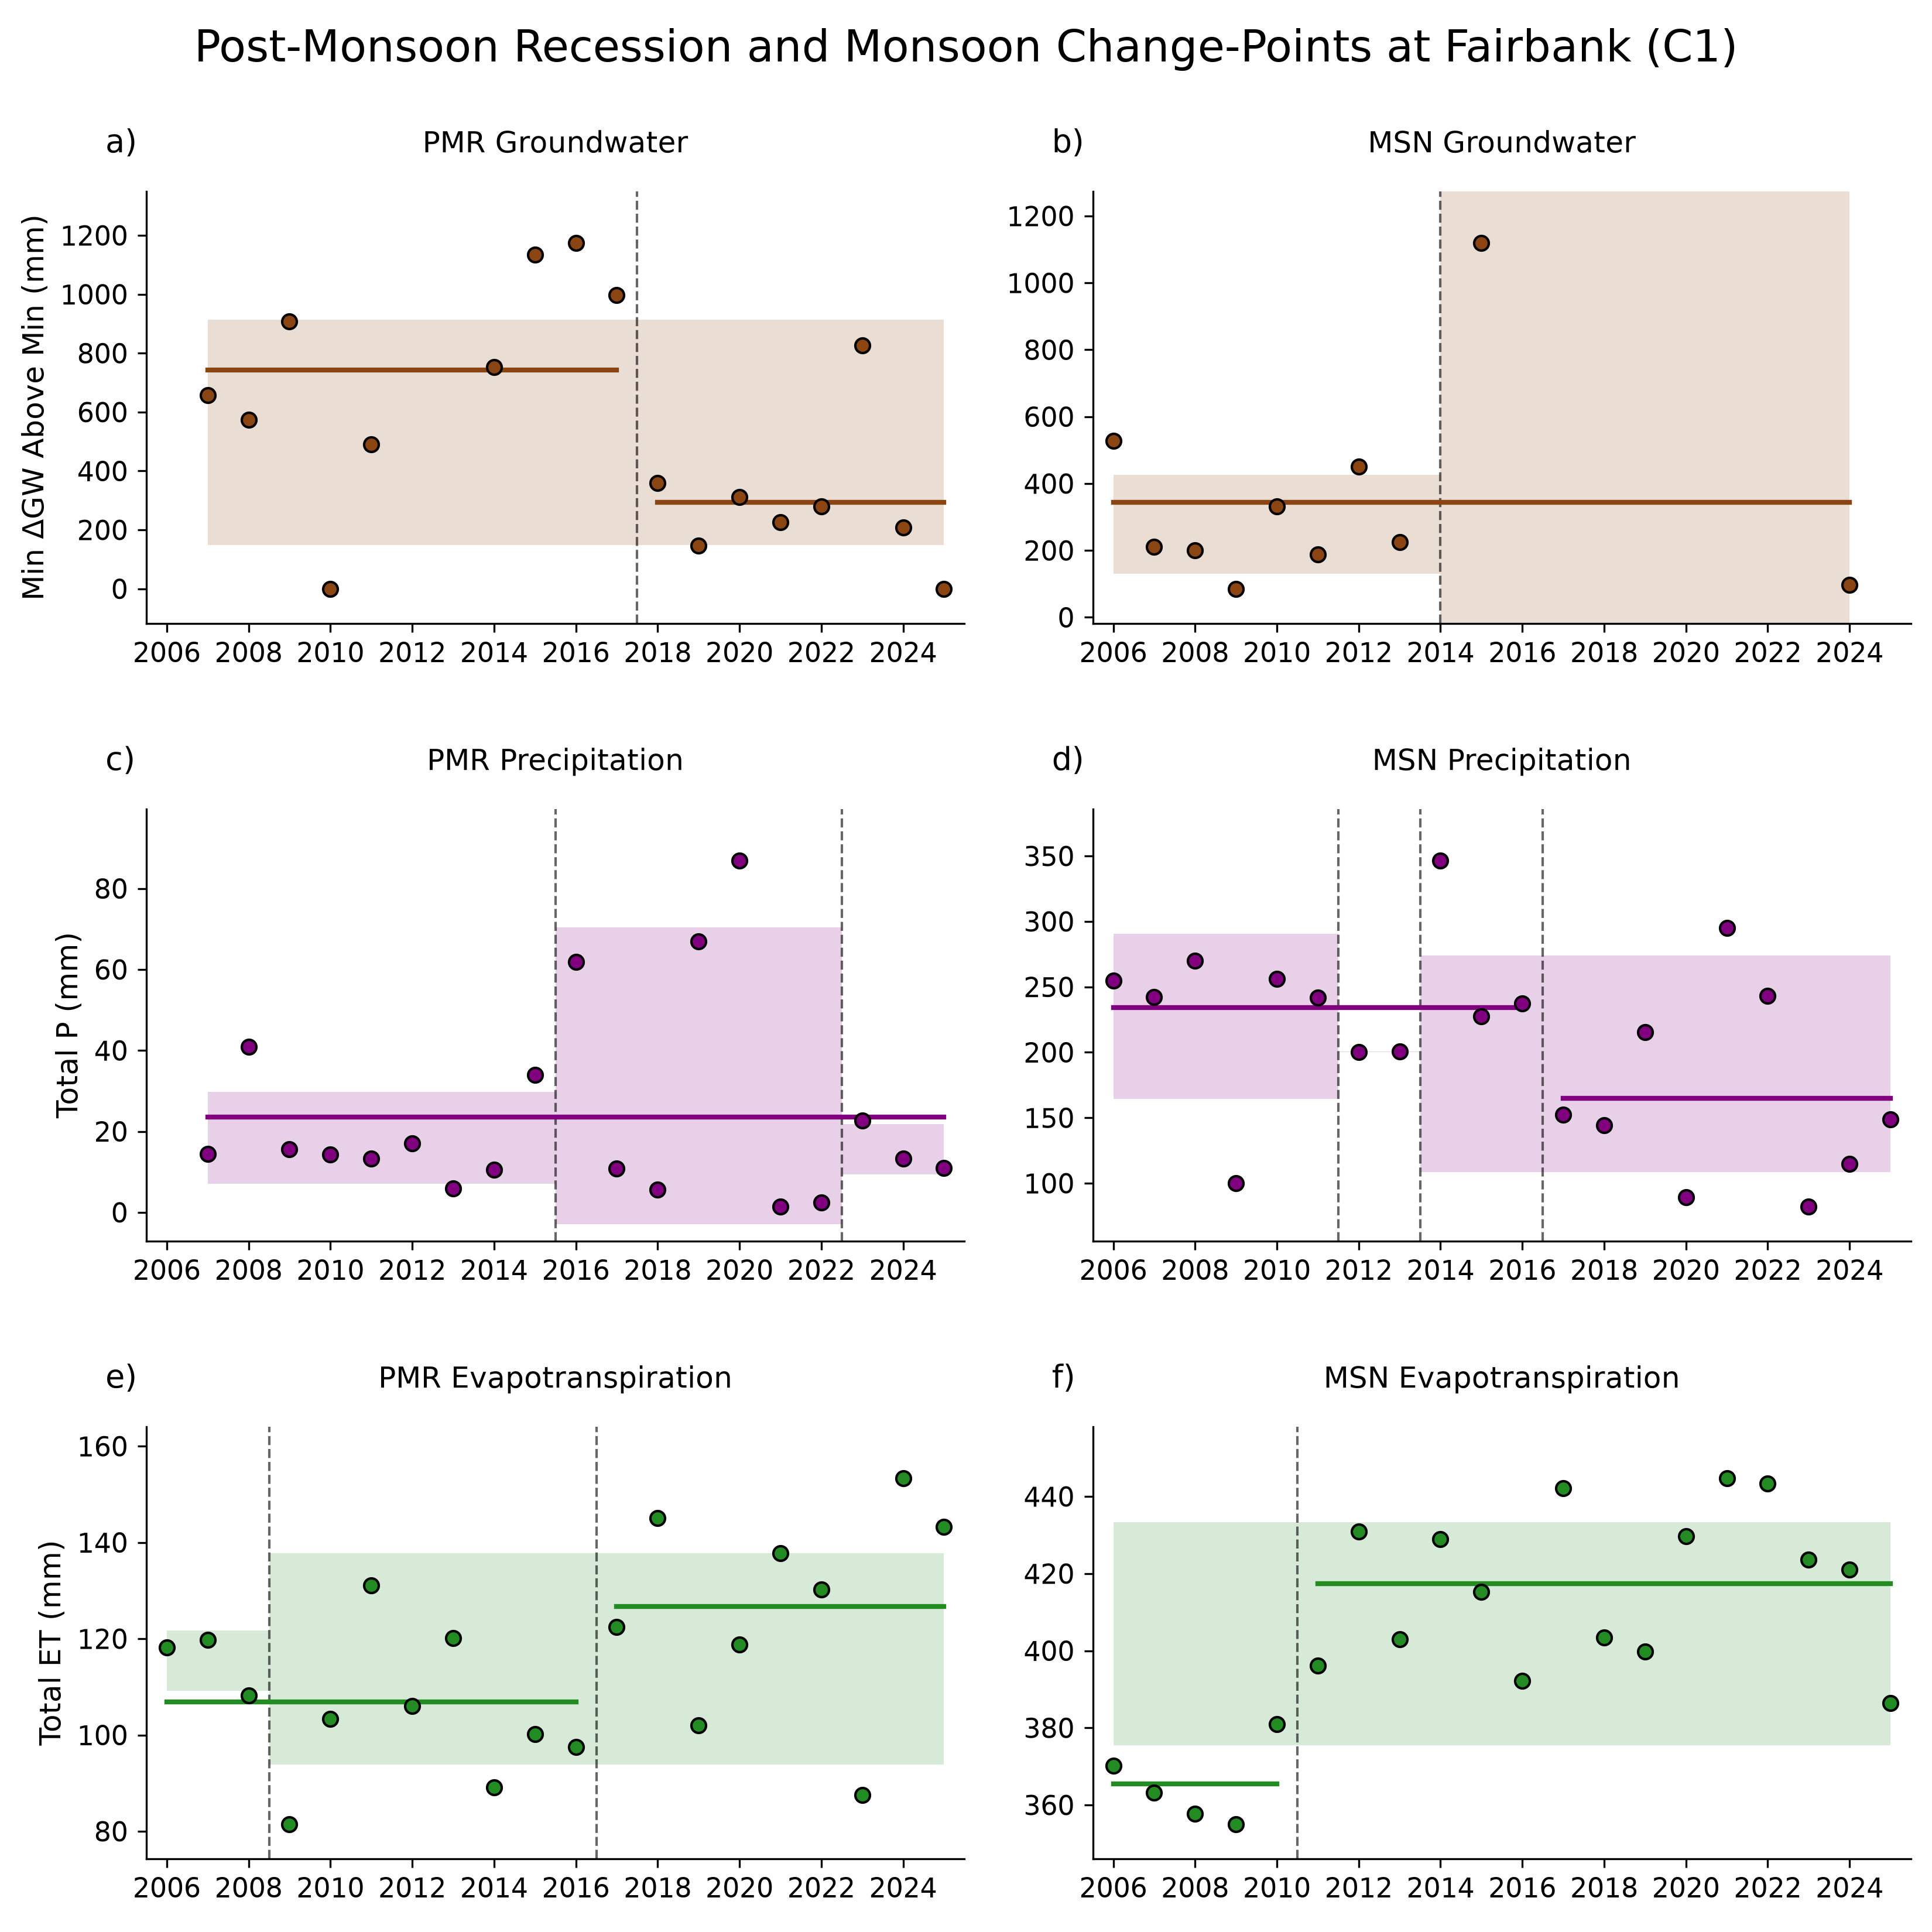 Post-Monsoon Recession and Monsoon Change-Points at Fairbank (C1)
a) PMR Groundwater
Min ΔGW Above Min (mm)
1200
1000
800
600
400
200
0
2006 2008 2010 2012 2014 2016 2018 2020 2022 2024
b) MSN Groundwater
1200
1000
800
600
400
200
0
2006 2008 2010 2012 2014 2016 2018 2020 2022 2024
c) PMR Precipitation
Total P (mm)
80
60
40
20
0
2006 2008 2010 2012 2014 2016 2018 2020 2022 2024
d) MSN Precipitation
350
300
250
200
150
100
2006 2008 2010 2012 2014 2016 2018 2020 2022 2024
e) PMR Evapotranspiration
Total ET (mm)
160
140
120
100
80
2006 2008 2010 2012 2014 2016 2018 2020 2022 2024
f) MSN Evapotranspiration
440
420
400
380
360
2006 2008 2010 2012 2014 2016 2018 2020 2022 2024